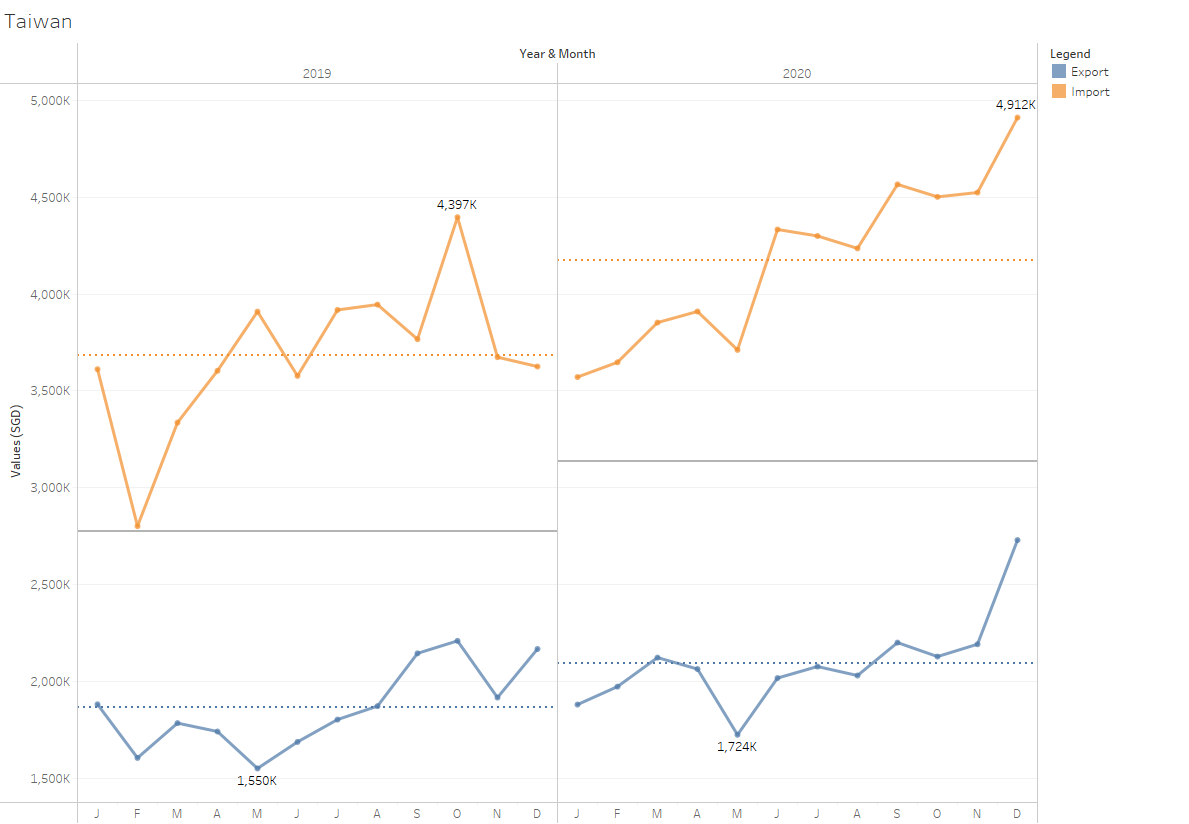 Taiwan
Year & Month
Legend
2019 2020
Export
Import
5,000K
4,912K
4,500K
4,397K
4,000K
3,500K
Values (SGD)
3,000K
2,500K
2,000K
1,724K
1,500K
1,550K
J F M A M J J A S O N D J F M A M J J A S O N D